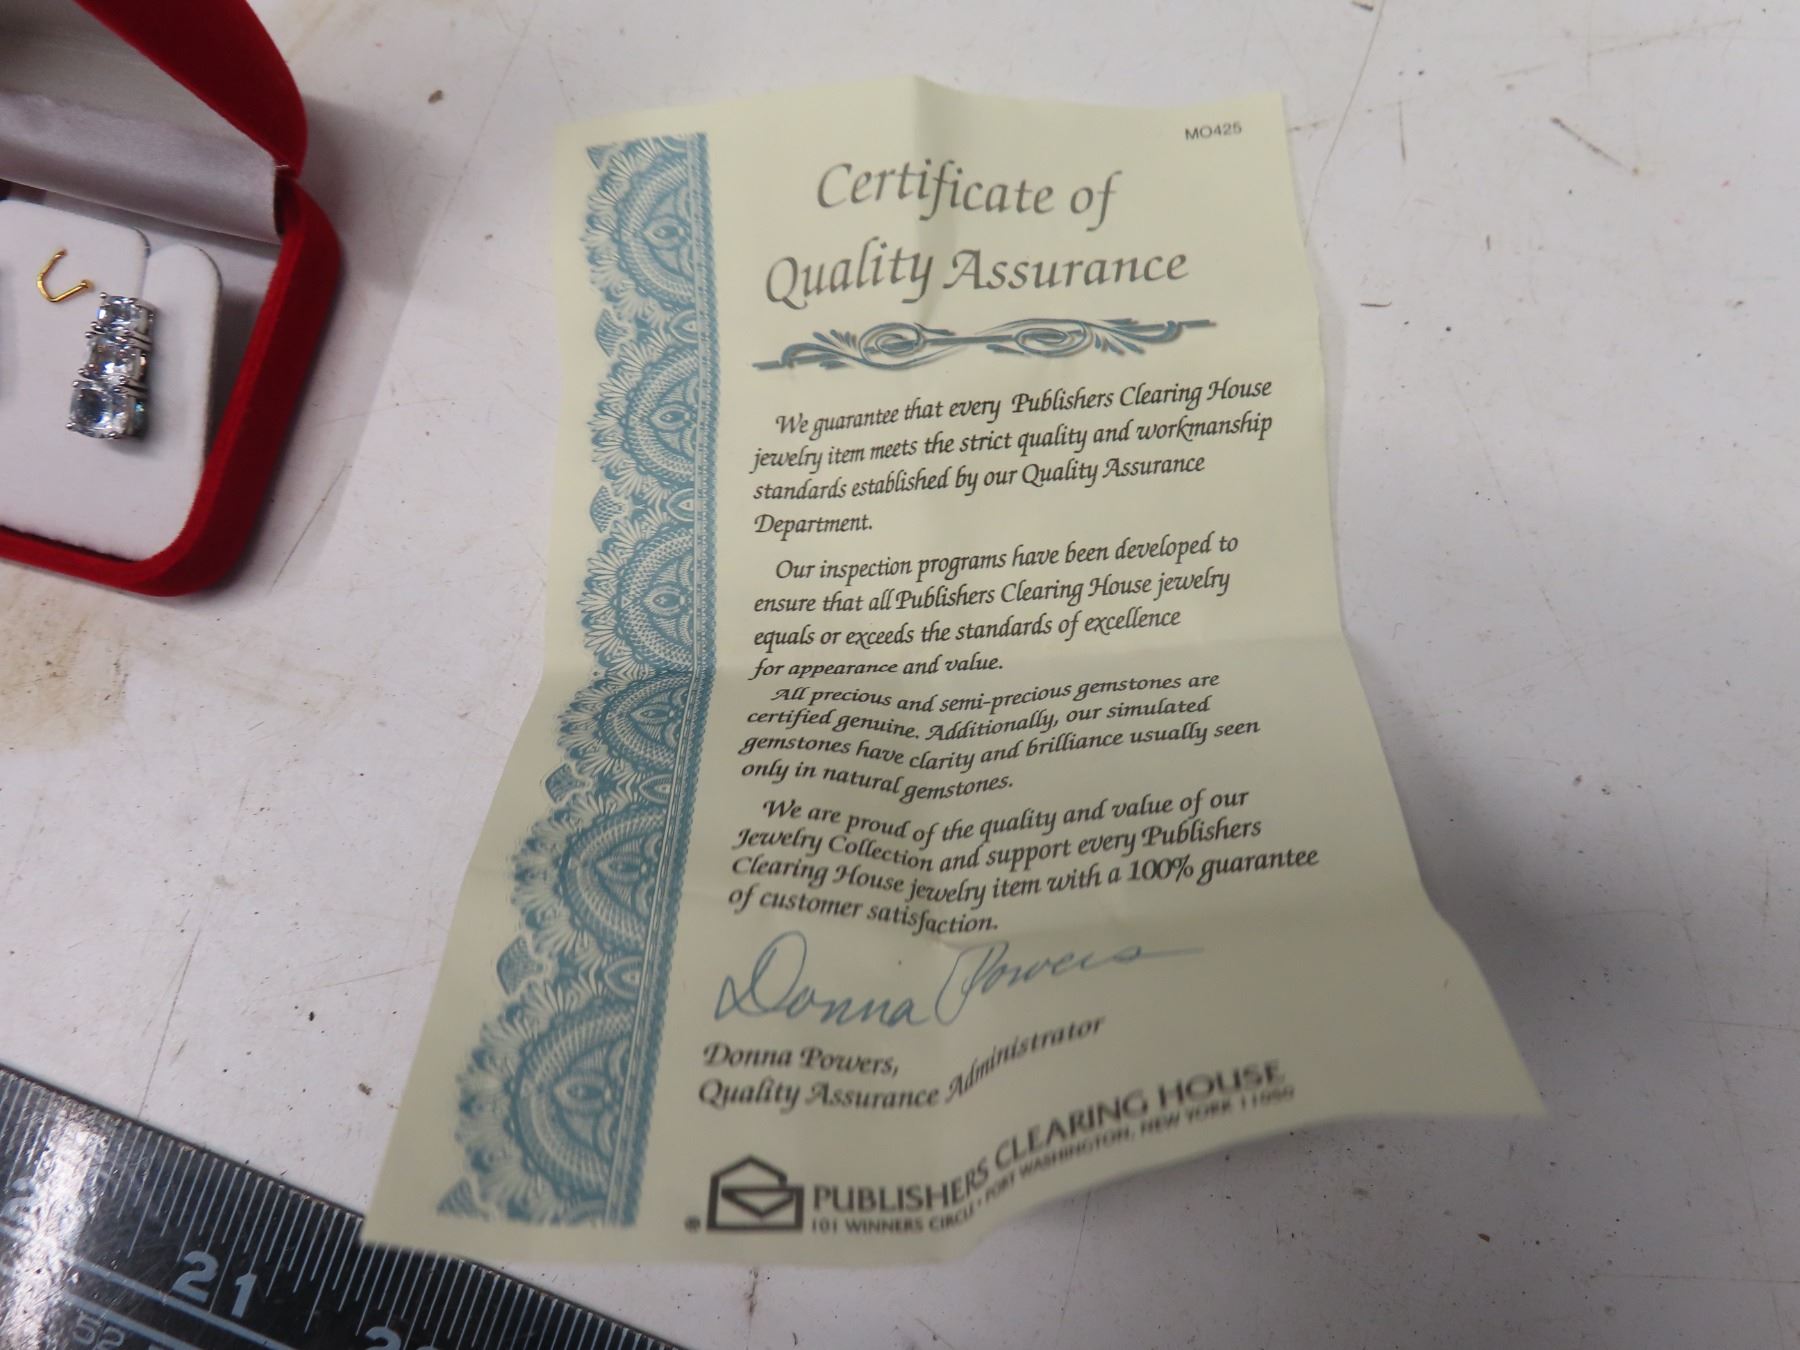 MO425
Certificate of
Quality Assurance
We guarantee that every Publishers Clearing House
jewelry item meets the strict quality and workmanship
standards established by our Quality Assurance
Department.
Our inspection programs have been developed to
ensure that all Publishers Clearing House jewelry
equals or exceeds the standards of excellence
for appearance and value.
All precious and semi-precious gemstones are
certified genuine. Additionally, our simulated
gemstones have clarity and brilliance usually seen
only in natural gemstones.
We are proud of the quality and value of our
Jewelry Collection and support every Publishers
Clearing House jewelry item with a 100% guarantee
of customer satisfaction.
Donna Powers
Donna Powers,
Quality Assurance Administrator
® PUBLISHERS CLEARING HOUSE
101 WINNERS CIRCLE • PORT WASHINGTON, NEW YORK 11050
21
52